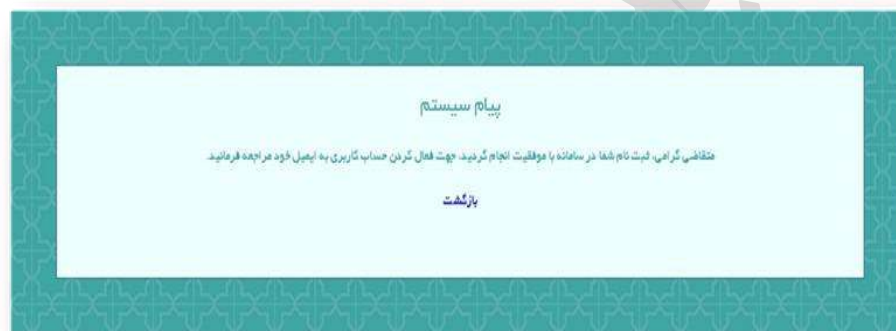 پیام سیستم
متقاضی گرامی، ثبت نام شما در سامانه با موفقیت انجام گردید، جهت فعال کردن حساب کاربری به ایمیل خود مراجعه فرمائید.
بازگشت